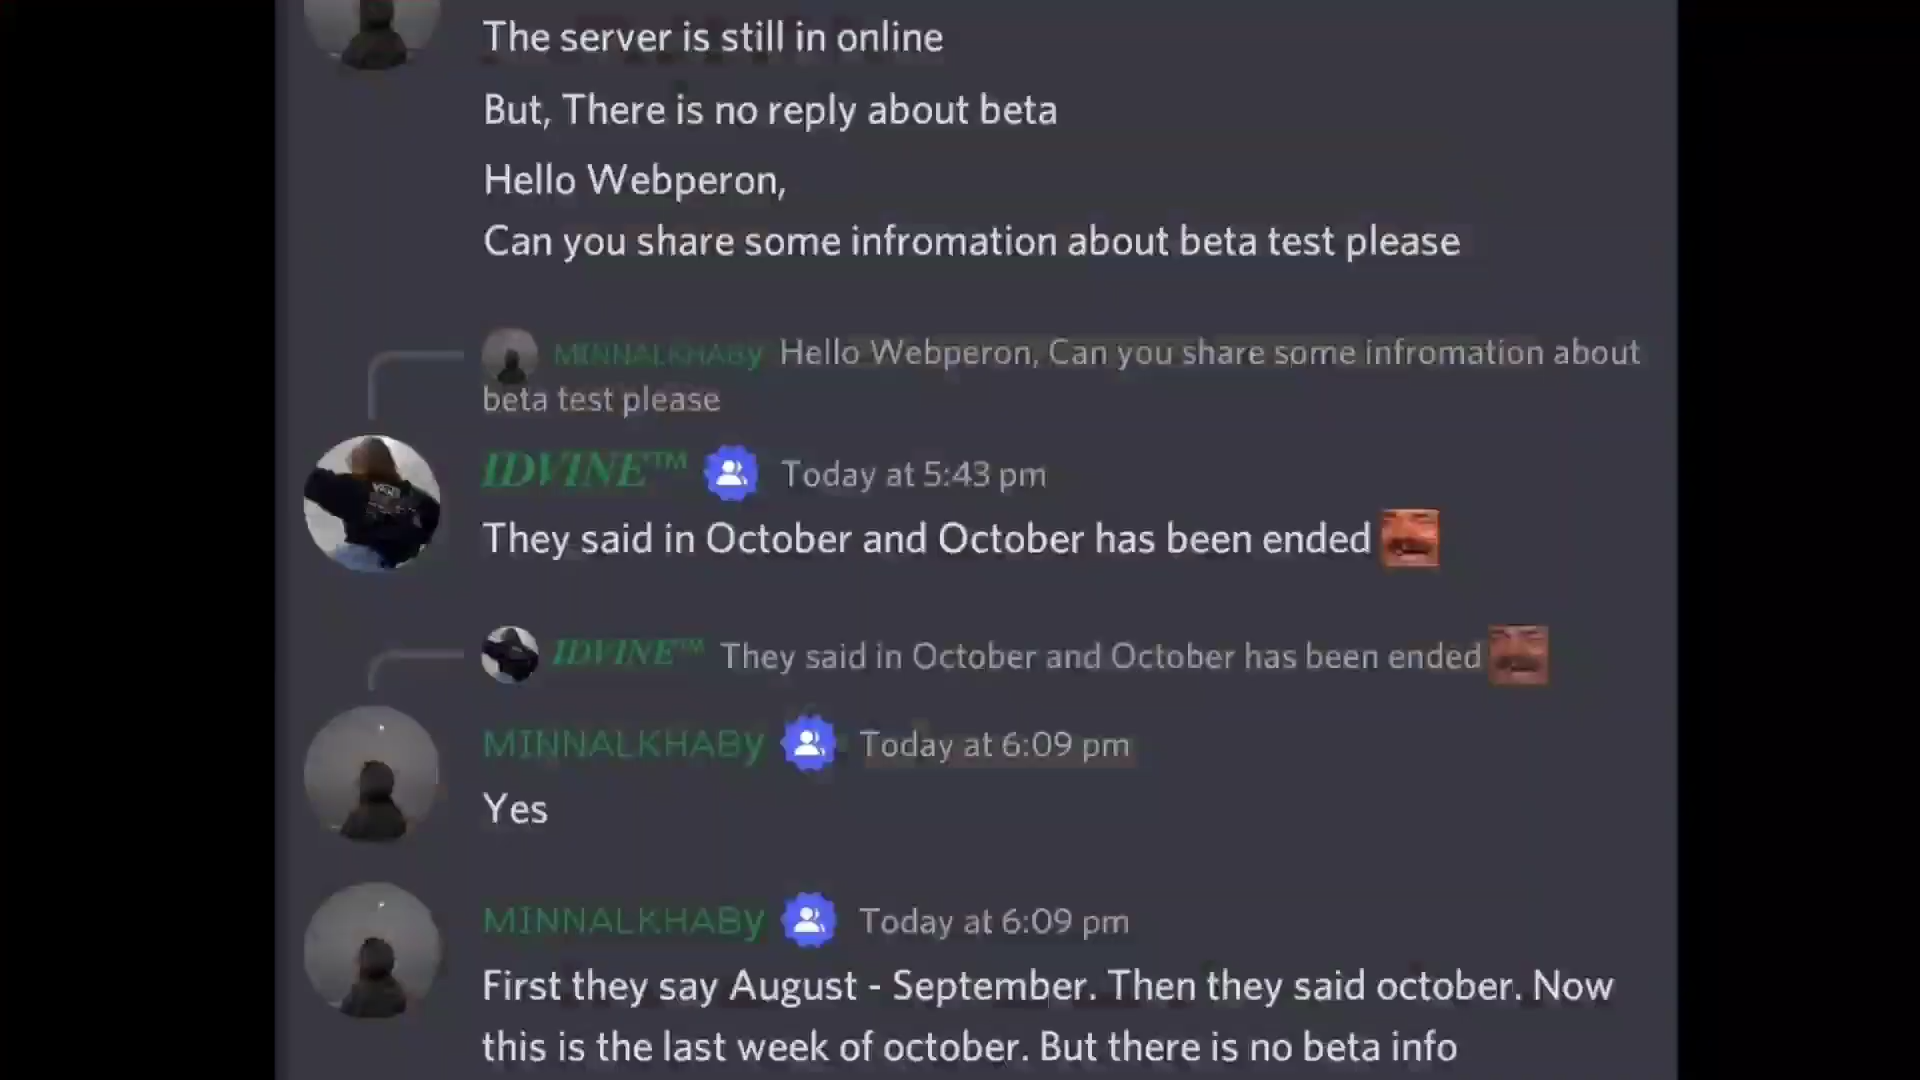 The server is still in online
But, There is no reply about beta
Hello Webperon,
Can you share some infromation about beta test please
MINNALKHABy Hello Webperon, Can you share some infromation about
beta test please
IDVINE™ Today at 5:43 pm
They said in October and October has been ended
IDVINE™ They said in October and October has been ended
MINNALKHABy Today at 6:09 pm
Yes
MINNALKHABy Today at 6:09 pm
First they say August - September. Then they said october. Now
this is the last week of october. But there is no beta info